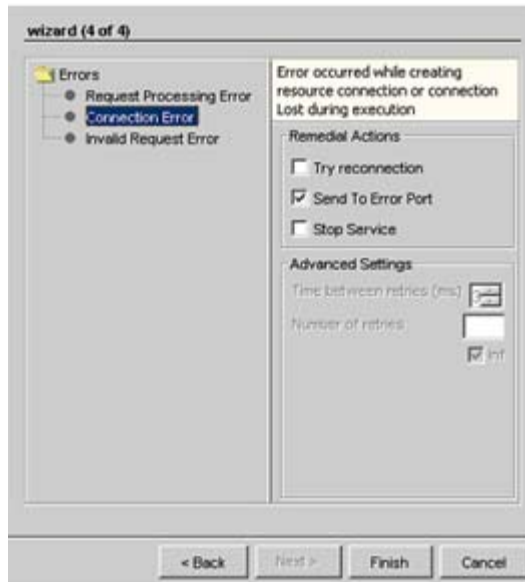 wizard (4 of 4)
Errors
Request Processing Error
Connection Error
Invalid Request Error
Error occurred while creating
resource connection or connection
Lost during execution
Remedial Actions
Try reconnection
Send To Error Port
Stop Service
Advanced Settings
Time between retries (ms)
Number of retries
inf
< Back
Next >
Finish
Cancel